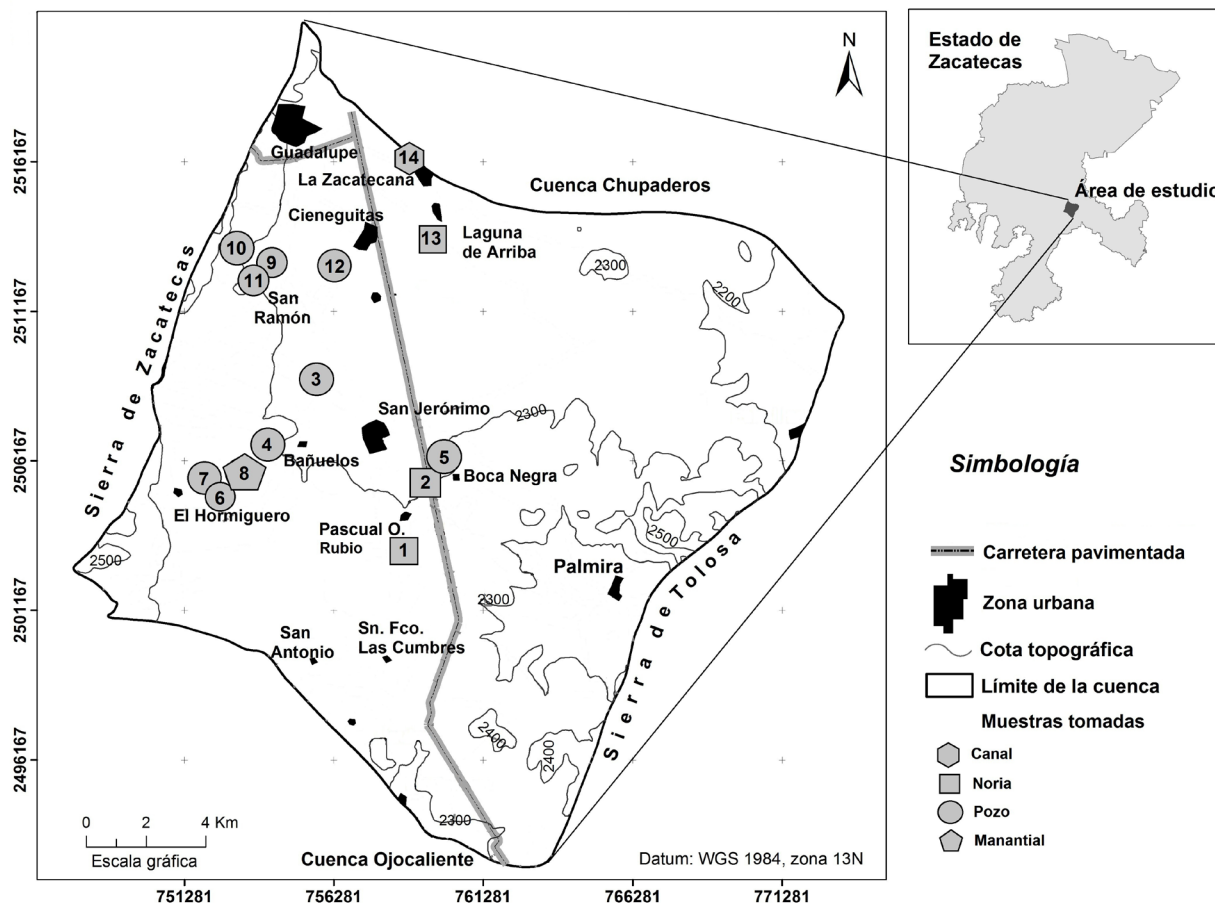 N
Guadalupe
La Zacatecana
14
Cuenca Chupaderos
Cieneguitas
13
Laguna
de Arriba
10
9
11
12
San
Ramón
2300
2200
Sierra de Zacatecas
3
San Jerónimo
2300
4
Bañuelos
5
Boca Negra
2
7
8
6
El Hormiguero
Pascual O.
Rubio
1
2500
2500
Palmira
2300
San
Antonio
Sn. Fco.
Las Cumbres
Sierra de Tolosa
2400
2400
2300
0 2 4 Km
Escala gráfica
Cuenca Ojocaliente
Datum: WGS 1984, zona 13N
2516167
2511167
2506167
2501167
2496167
751281
756281
761281
766281
771281
Estado de
Zacatecas
Área de estudio
Simbología
Carretera pavimentada
Zona urbana
Cota topográfica
Límite de la cuenca
Muestras tomadas
Canal
Noria
Pozo
Manantial